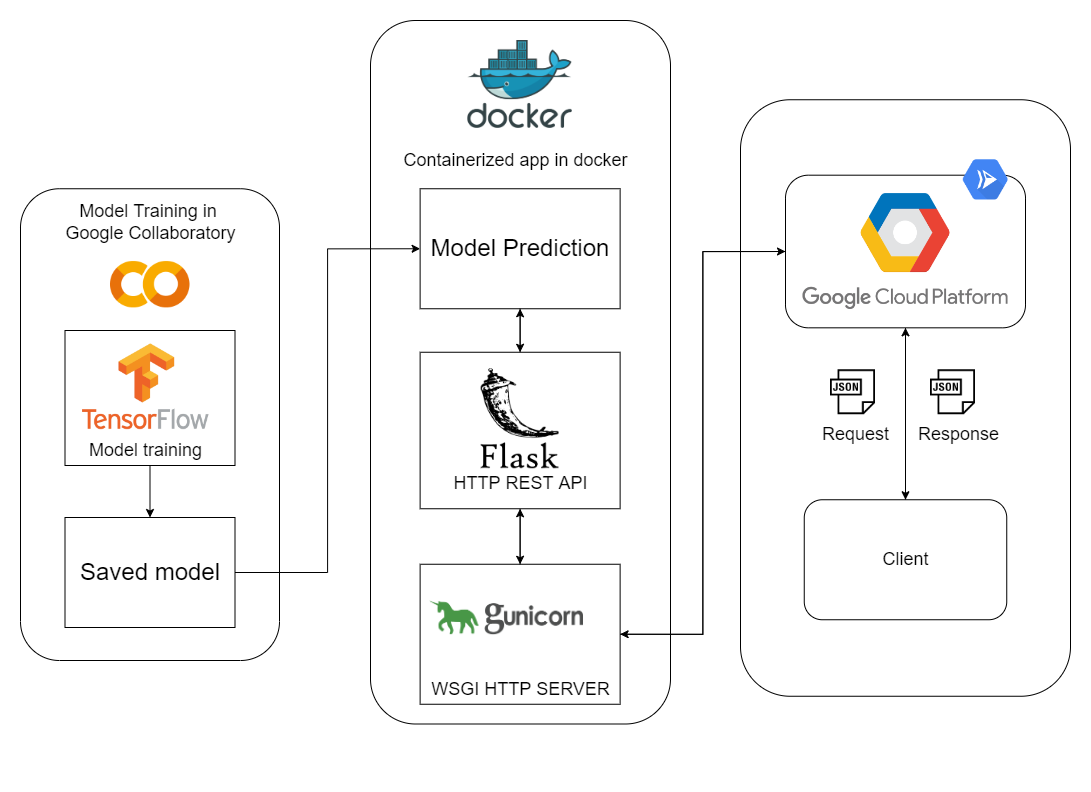 Model Training in
Google Collaboratory
TensorFlow
Model training
Saved model
docker
Containerized app in docker
Model Prediction
Flask
HTTP REST API
gunicorn
WSGI HTTP SERVER
Google Cloud Platform
JSON
JSON
Request
Response
Client